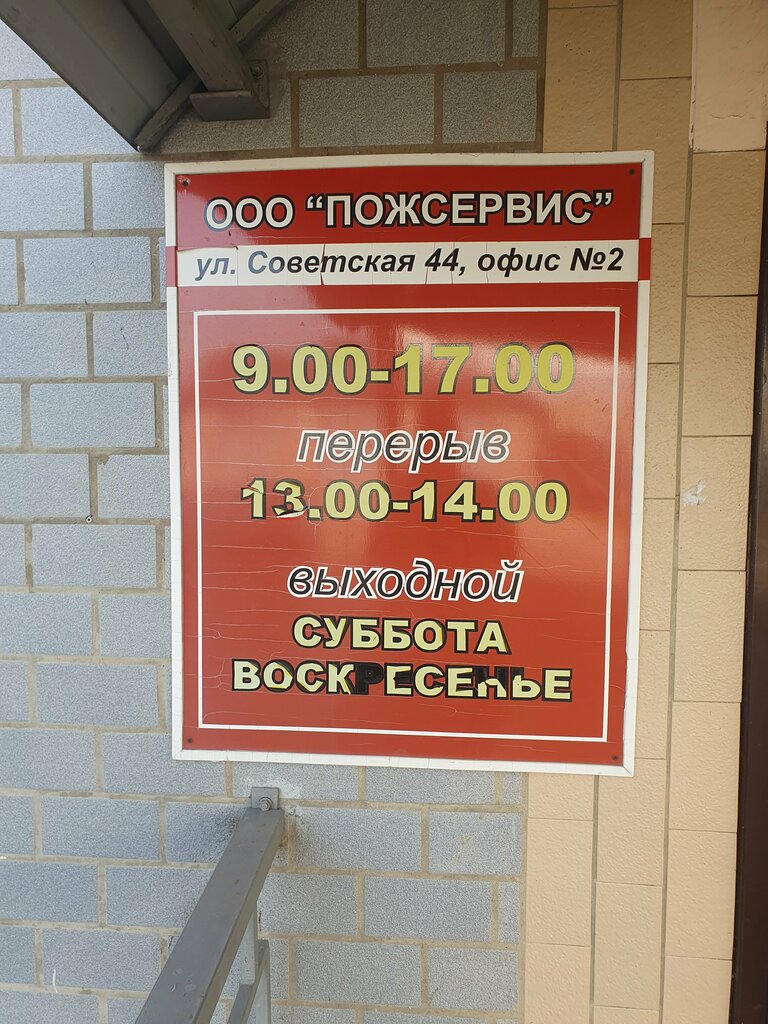 ООО “ПОЖСЕРВИС”
ул. Советская 44, офис №2
9.00-17.00
перерыв
13.00-14.00
выходной
СУББОТА
ВОСКРЕСЕНЬЕ